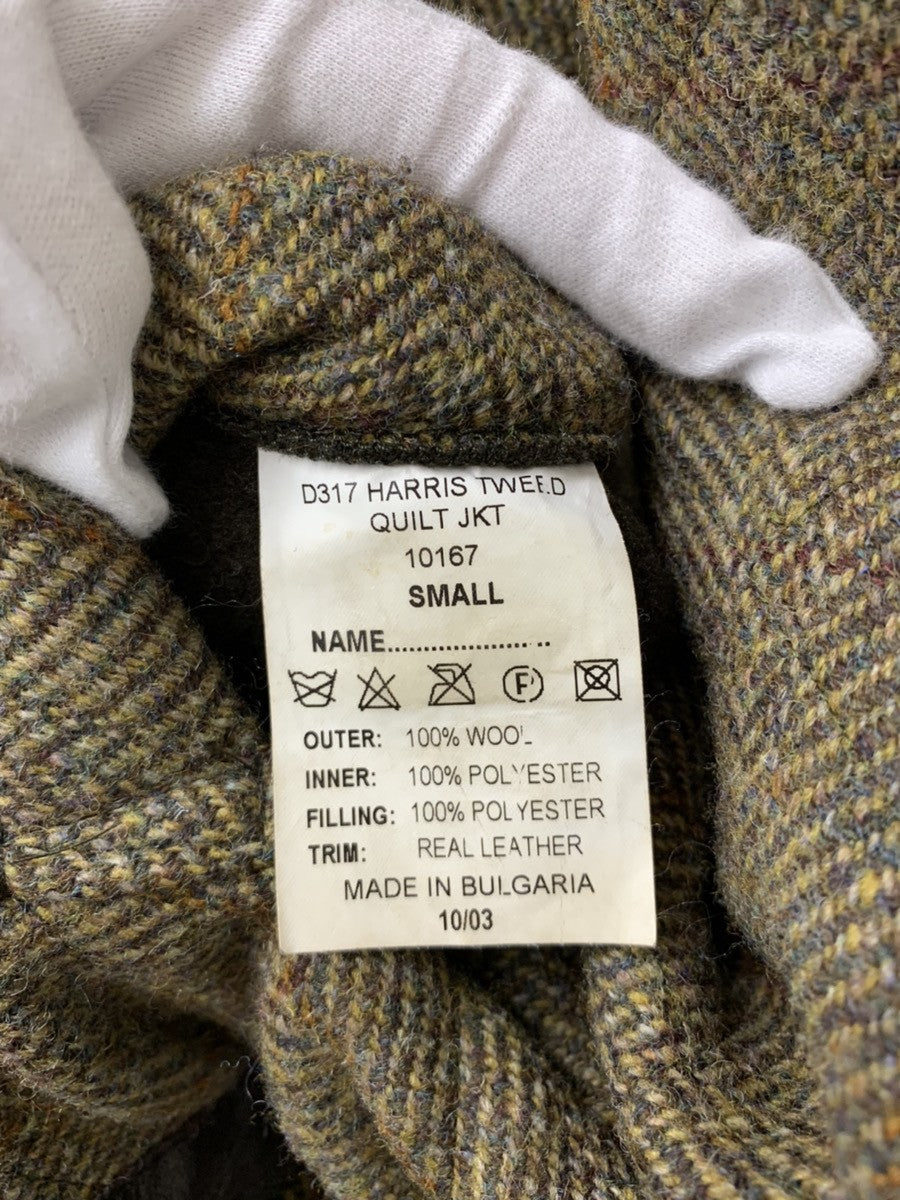 D317 HARRIS TWEED
QUILT JKT
10167
SMALL
NAME......................
F
OUTER: 100% WOOL
INNER: 100% POLYESTER
FILLING: 100% POLYESTER
TRIM: REAL LEATHER
MADE IN BULGARIA
10/03